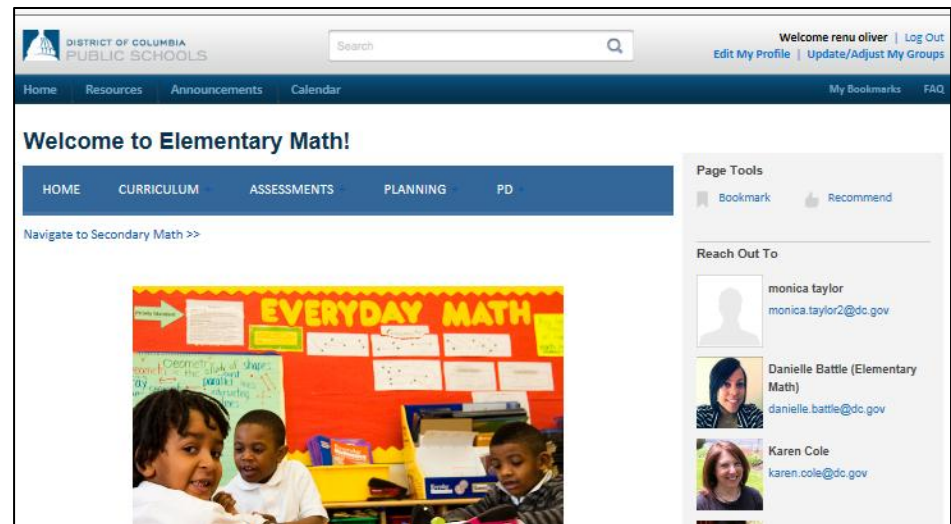 DISTRICT OF COLUMBIA
PUBLIC SCHOOLS
Search
Welcome renu oliver | Log Out
Edit My Profile | Update/Adjust My Groups
Home Resources Announcements Calendar
My Bookmarks FAQ
Welcome to Elementary Math!
HOME CURRICULUM ASSESSMENTS PLANNING PD
Navigate to Secondary Math >>
EVERYDAY MATH
Geometry
shapes
parallel
Page Tools
Bookmark Recommend
Reach Out To
monica taylor
monica.taylor2@dc.gov
Danielle Battle (Elementary
Math)
danielle.battle@dc.gov
Karen Cole
karen.cole@dc.gov